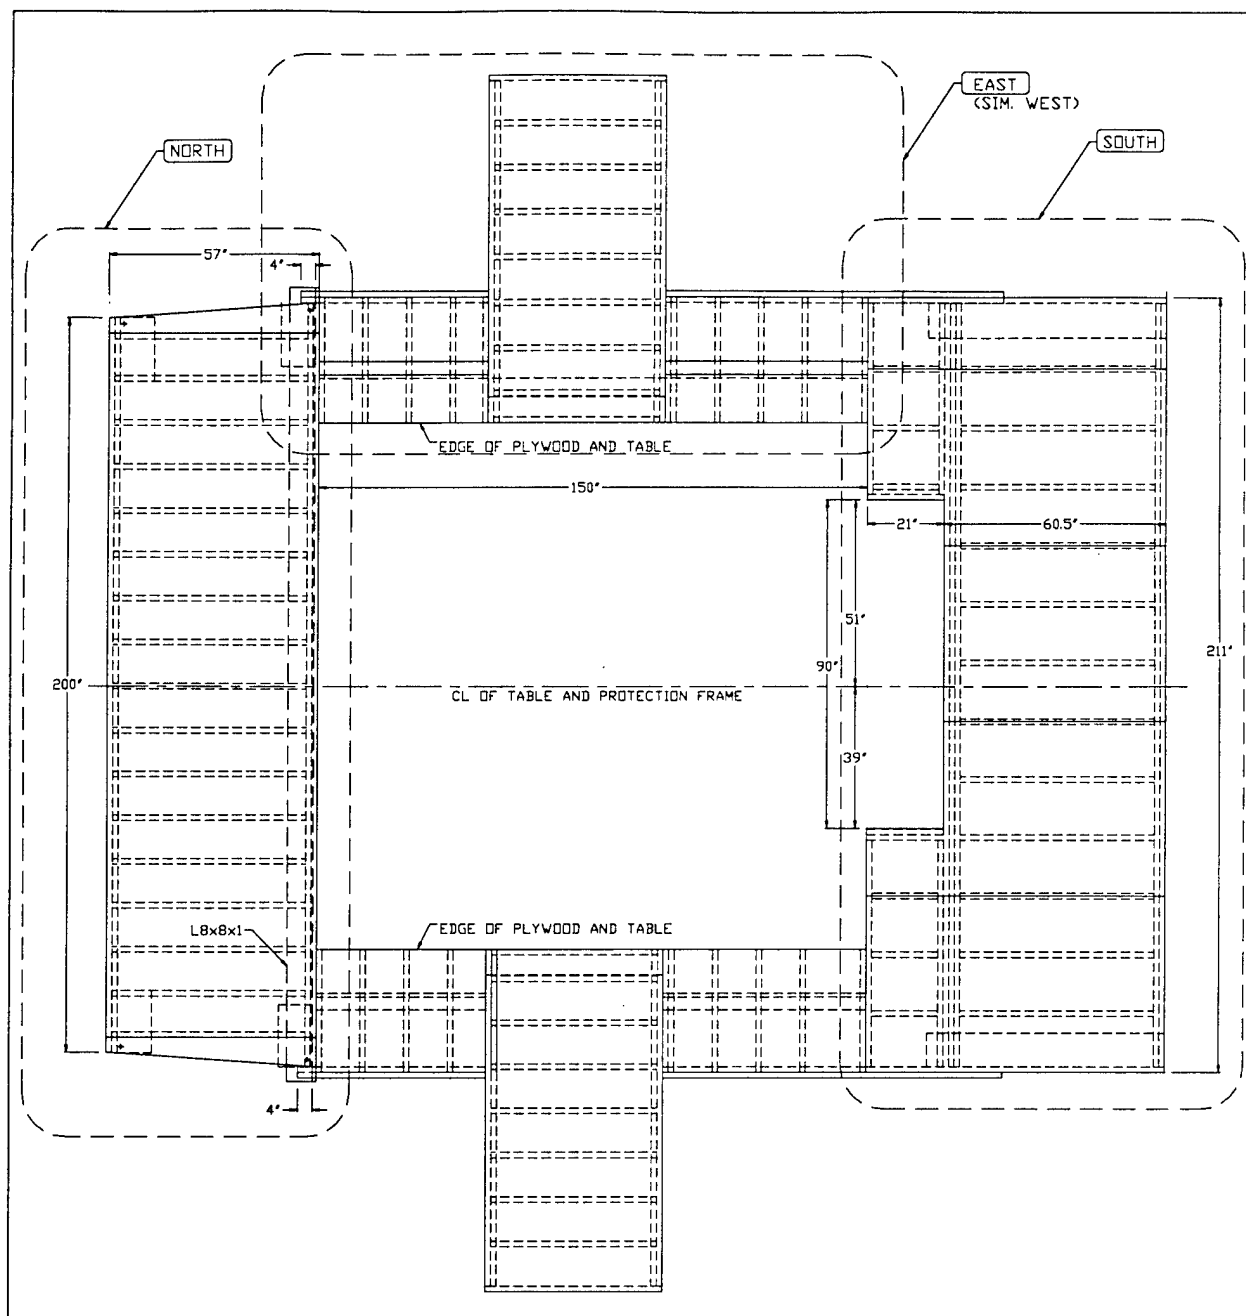 EAST
(SIM. WEST)
SOUTH
NORTH
57"
4"
EDGE OF PLYWOOD AND TABLE
150"
21"
60.5"
51"
90"
211"
200"
CL OF TABLE AND PROTECTION FRAME
39"
EDGE OF PLYWOOD AND TABLE
L8x8x1
4"